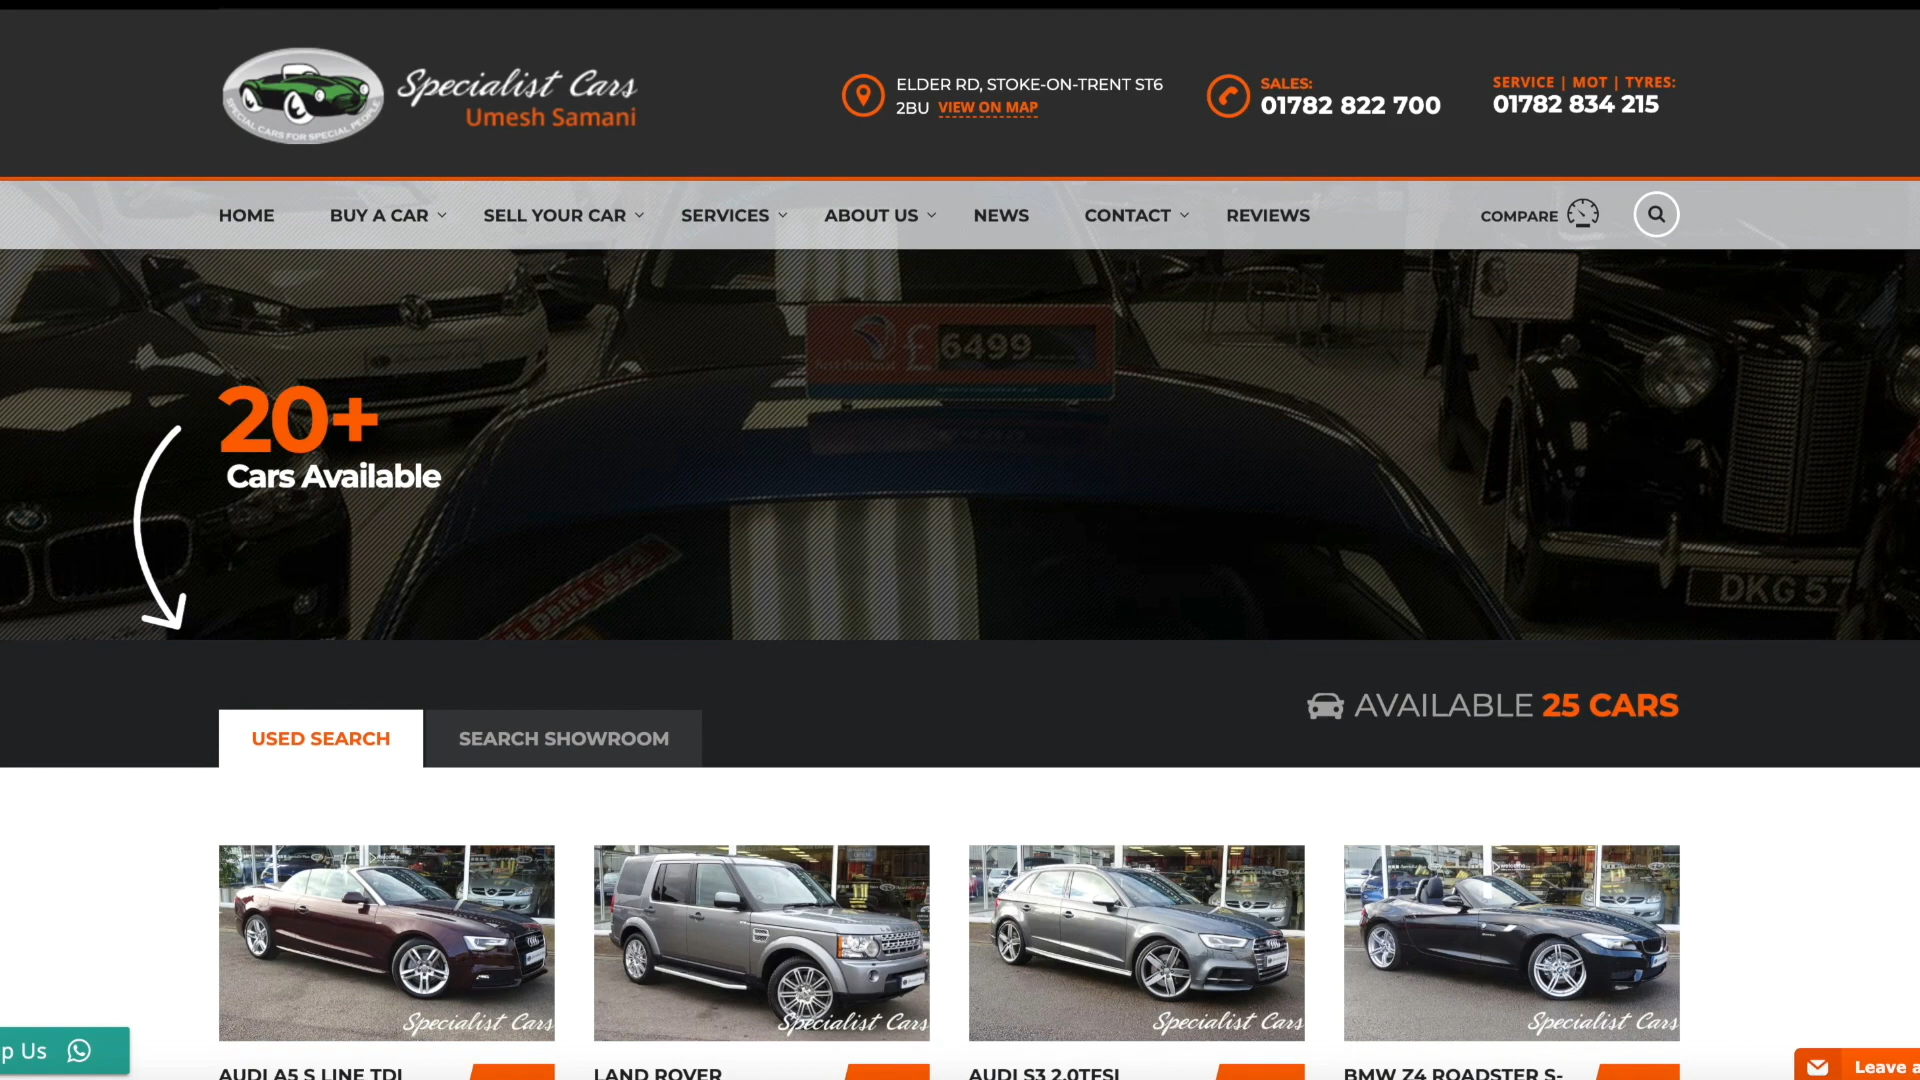 SPECIAL CARS FOR SPECIAL PEOPLE
Specialist Cars
Umesh Samani
ELDER RD, STOKE-ON-TRENT ST6
2BU VIEW ON MAP
SALES:
01782 822 700
SERVICE | MOT | TYRES:
01782 834 215
HOME BUY A CAR SELL YOUR CAR SERVICES ABOUT US NEWS CONTACT REVIEWS COMPARE
£6499
20+
Cars Available
DRIVE
DKG 57
AVAILABLE 25 CARS
USED SEARCH SEARCH SHOWROOM
Specialist Cars
Specialist Cars
Specialist Cars
Specialist Cars
p Us
Leave a
AUDI A5 S LINE TDI LAND ROVER AUDI S3 2.0TFSI BMW Z4 ROADSTER S-